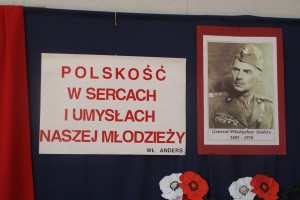 POLSKOŚĆ
W SERCACH
I UMYSŁACH
NASZEJ MŁODZIEŻY
WŁ. ANDERS
Generał Władysław Anders
1892 - 1970